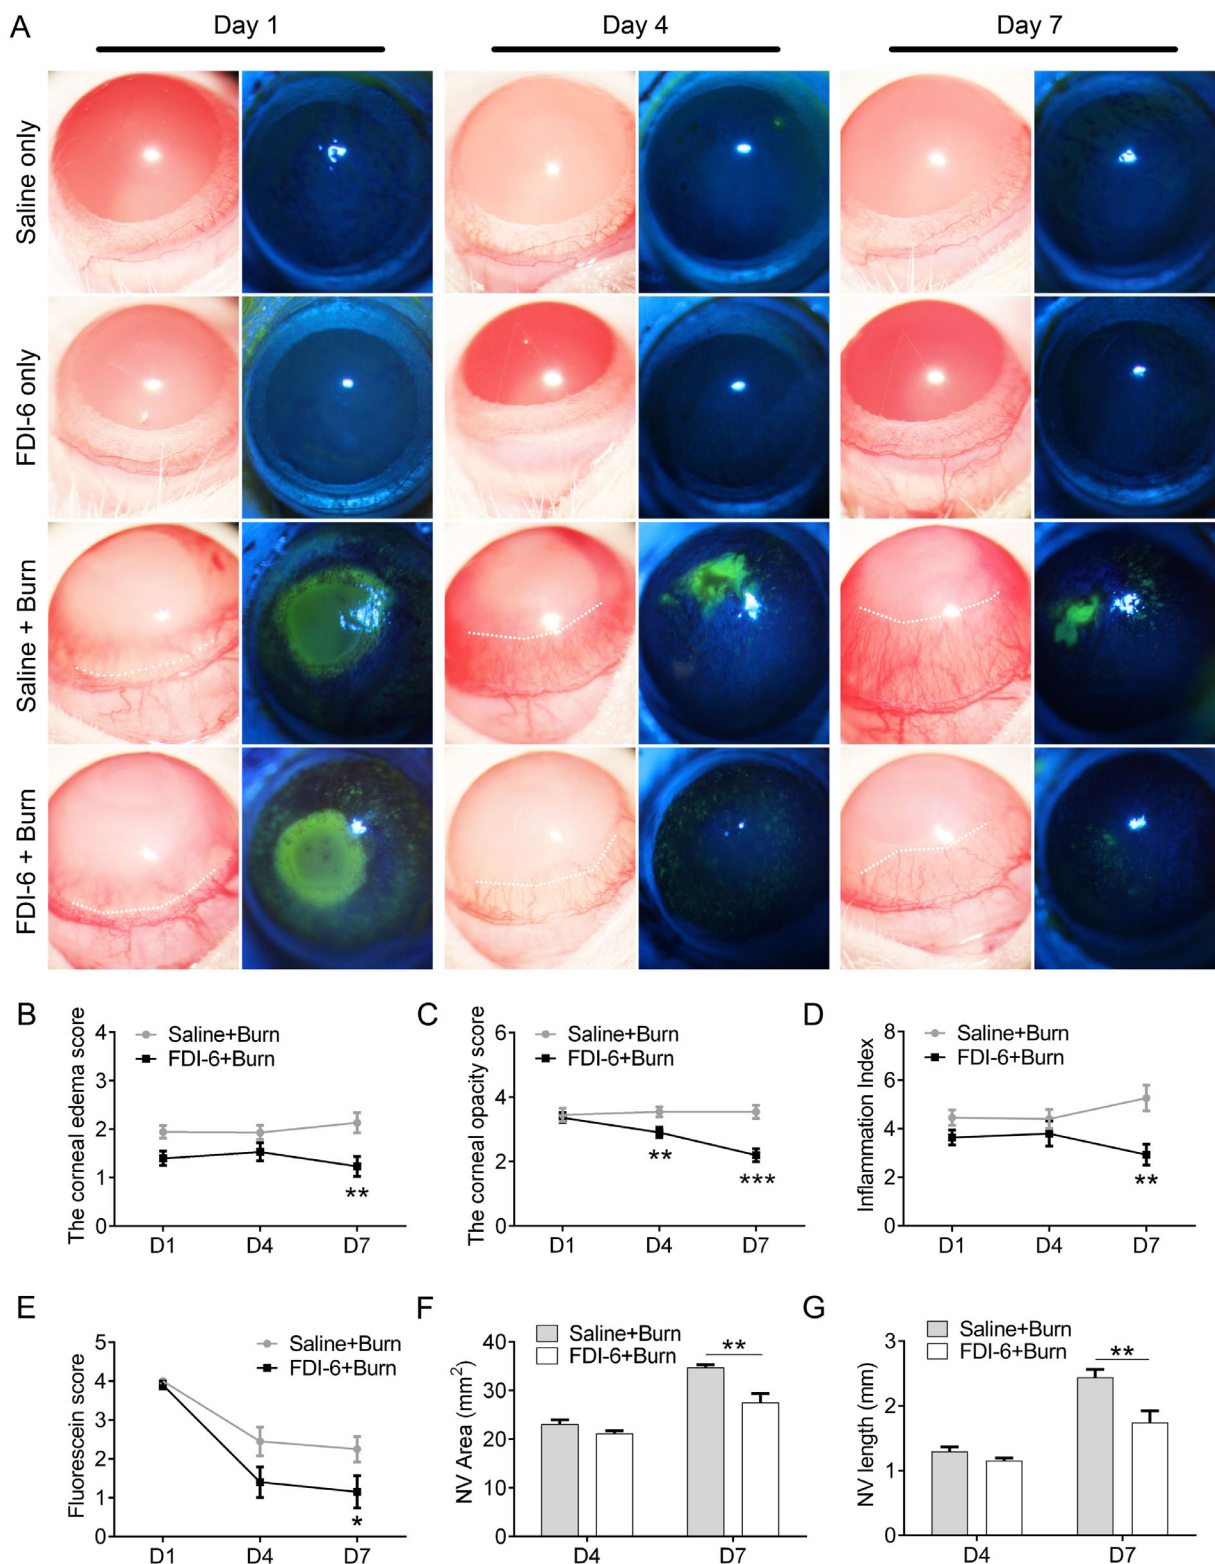 A
Day 1
Day 4
Day 7
Saline only
FDI-6 only
Saline + Burn
FDI-6 + Burn
B
The corneal edema score
Saline+Burn
FDI-6+Burn
4
3
2
1
0
**
D1
D4
D7
C
The corneal opacity score
Saline+Burn
FDI-6+Burn
6
4
2
0
**
***
D1
D4
D7
D
Inflammation Index
Saline+Burn
FDI-6+Burn
8
6
4
2
0
**
D1
D4
D7
E
Fluorescein score
Saline+Burn
FDI-6+Burn
5
4
3
2
1
0
*
D1
D4
D7
F
NV Area (mm²)
Saline+Burn
FDI-6+Burn
40
30
20
10
0
**
D4
D7
G
NV length (mm)
Saline+Burn
FDI-6+Burn
3
2
1
0
**
D4
D7